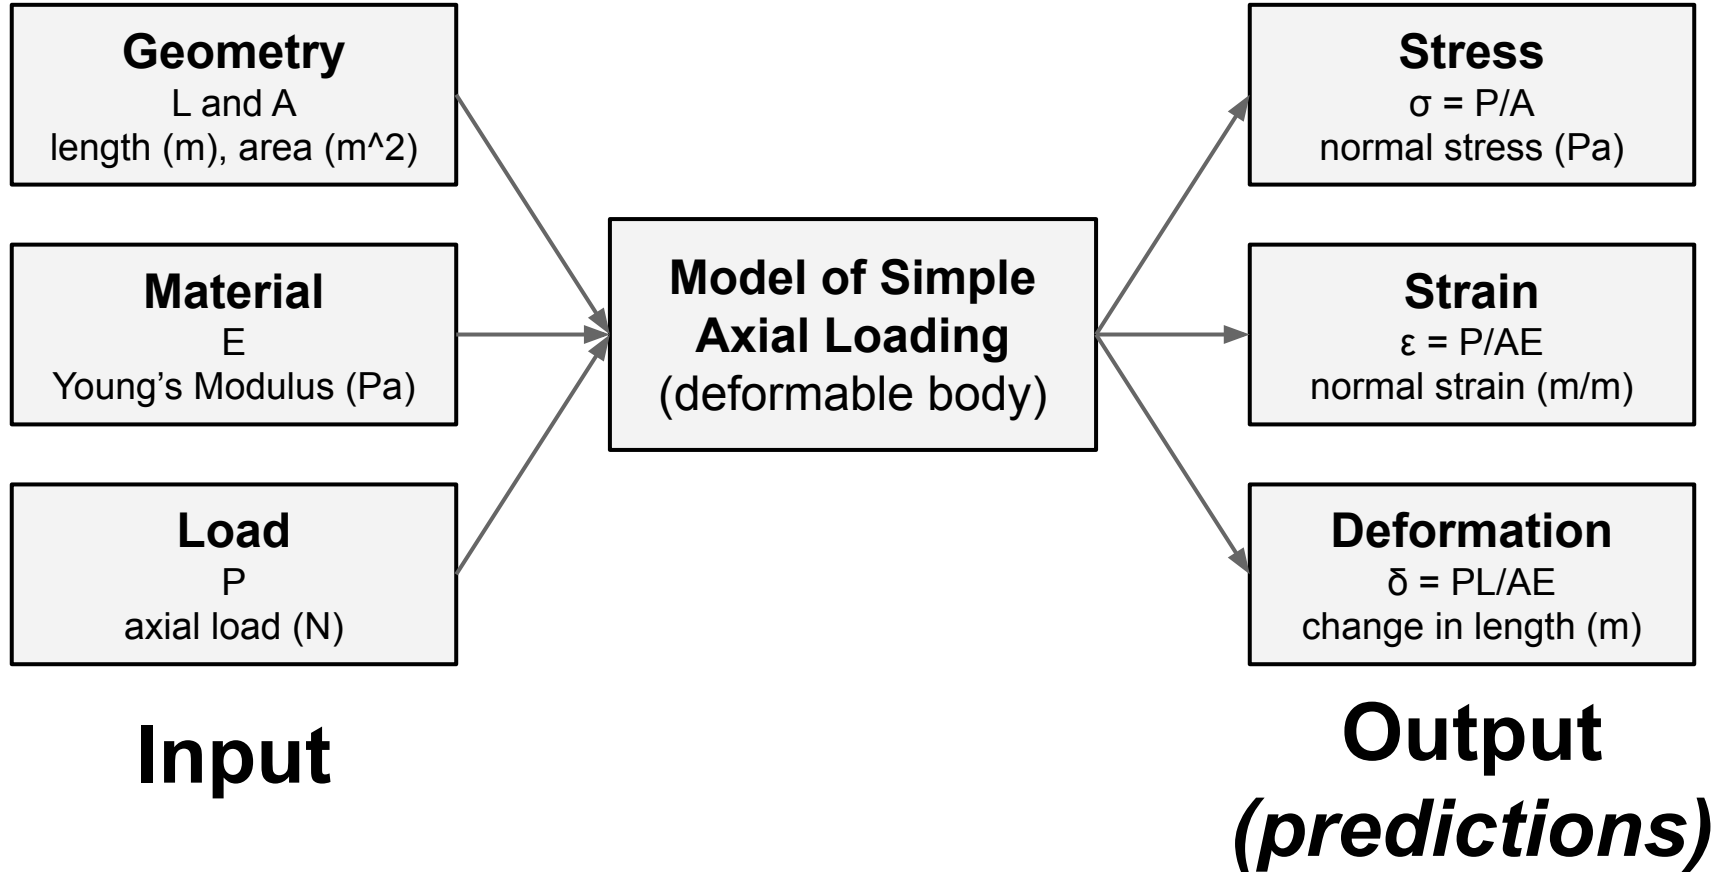 Geometry
L and A
length (m), area (m^2)
Material
E
Young’s Modulus (Pa)
Load
P
axial load (N)
Input
Model of Simple
Axial Loading
(deformable body)
Stress
σ = P/A
normal stress (Pa)
Strain
ε = P/AE
normal strain (m/m)
Deformation
δ = PL/AE
change in length (m)
Output
(predictions)